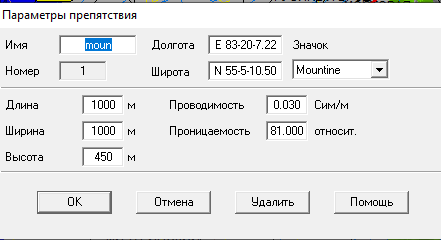 Параметры препятствия
Имя moun Долгота E 83-20-7.22 Значок
Номер 1 Широта N 55-5-10.50 Mountine
Длина 1000 м Проводимость 0.030 Сим/м
Ширина 1000 м Проницаемость 81.000 относит.
Высота 450 м
OK Отмена Удалить Помощь